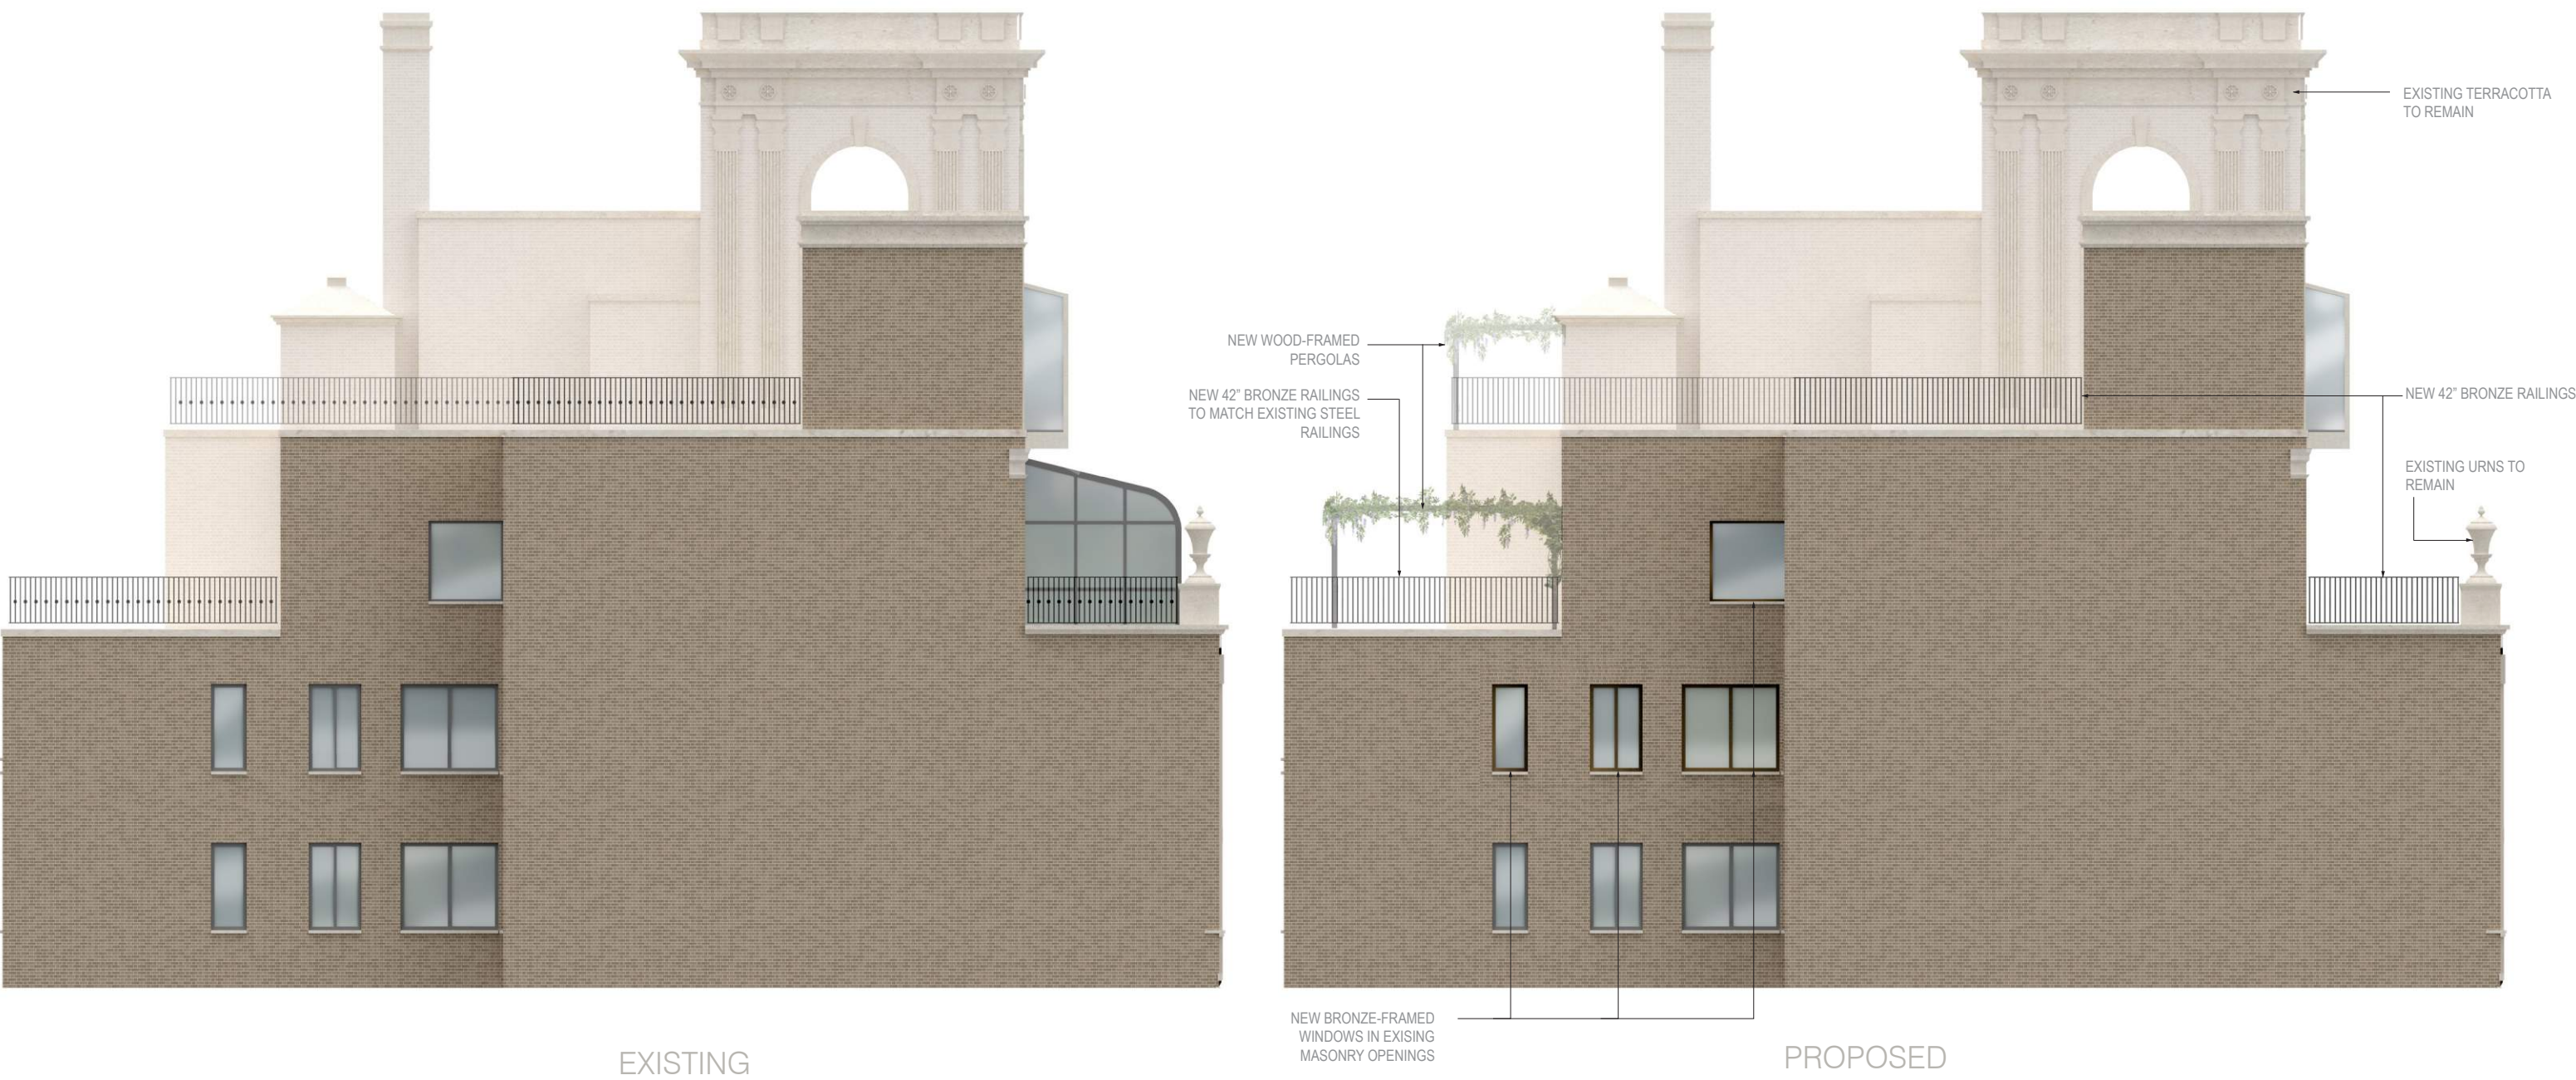 EXISTING TERRACOTTA
TO REMAIN
NEW WOOD-FRAMED
PERGOLAS
NEW 42" BRONZE RAILINGS
TO MATCH EXISTING STEEL
RAILINGS
NEW 42" BRONZE RAILINGS
EXISTING URNS TO
REMAIN
NEW BRONZE-FRAMED
WINDOWS IN EXISING
MASONRY OPENINGS
EXISTING
PROPOSED